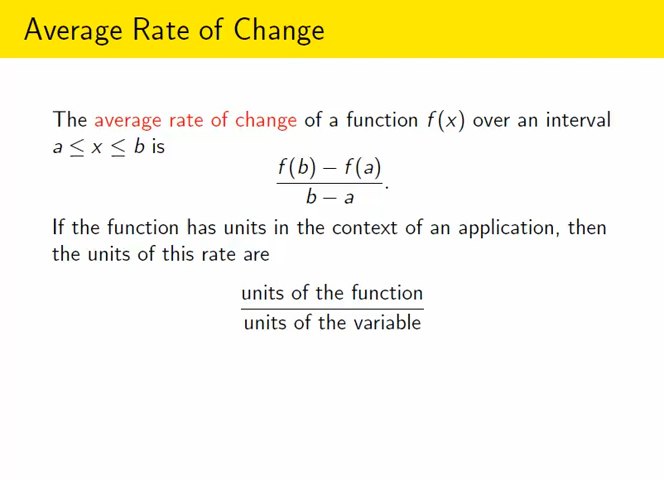 Average Rate of Change
The average rate of change of a function f(x) over an interval
a ≤ x ≤ b is
f(b) − f(a)
b − a
.
If the function has units in the context of an application, then
the units of this rate are
units of the function
units of the variable